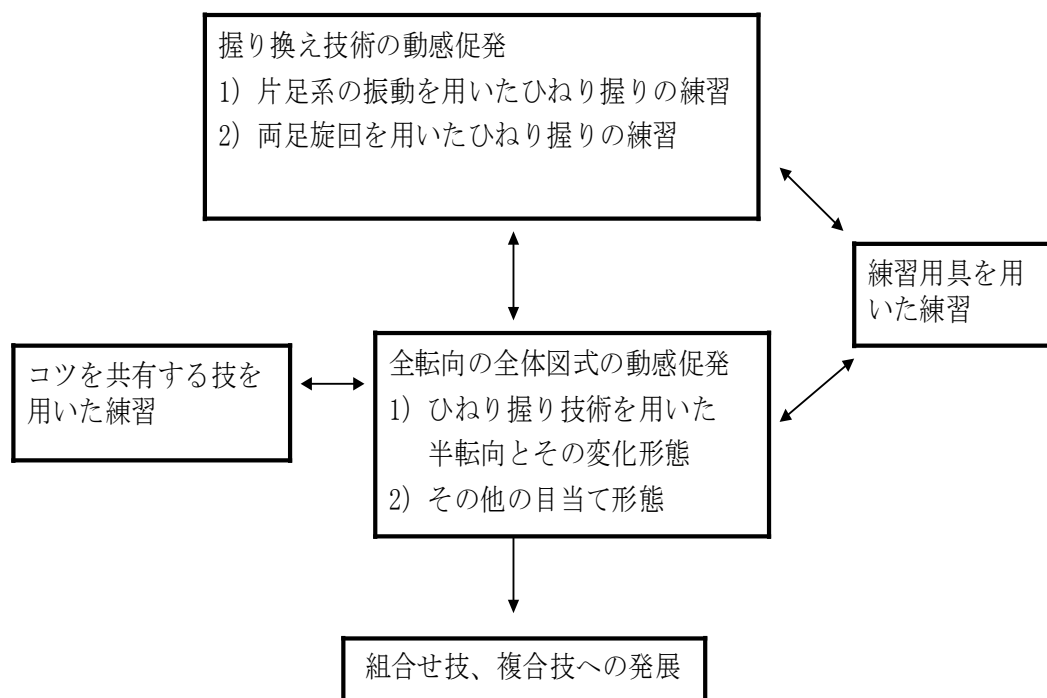 握り換え技術の動感促発
1) 片足系の振動を用いたひねり握りの練習
2) 両足旋回を用いたひねり握りの練習
練習用具を用
いた練習
コツを共有する技を
用いた練習
全転向の全体図式の動感促発
1) ひねり握り技術を用いた
半転向とその変化形態
2) その他の目当て形態
組合せ技、複合技への発展